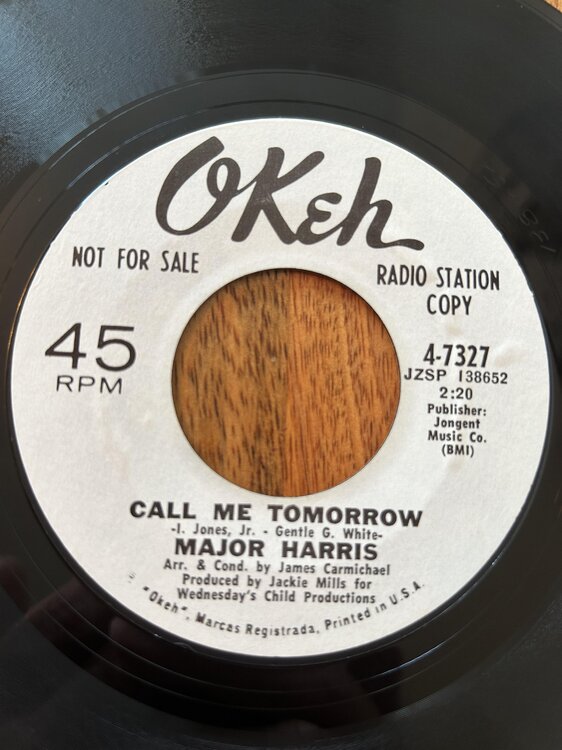 OKeh
NOT FOR SALE
RADIO STATION
COPY
45
RPM
4-7327
JZSP 138652
2:20
Publisher:
Jongent
Music Co.
(BMI)
CALL ME TOMORROW
-I. Jones, Jr. - Gentle G. White-
MAJOR HARRIS
Arr. & Cond. by James Carmichael
Produced by Jackie Mills for
Wednesday's Child Productions
"Okeh", Marcas Registrada, Printed in U.S.A.